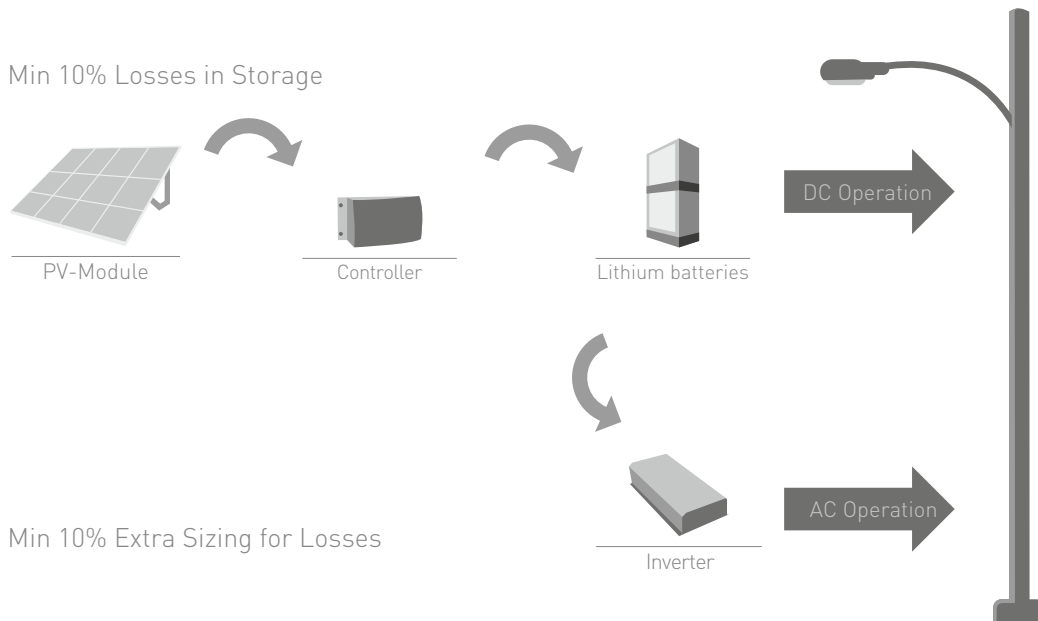 Min 10% Losses in Storage
DC Operation
PV-Module
Controller
Lithium batteries
AC Operation
Min 10% Extra Sizing for Losses
Inverter